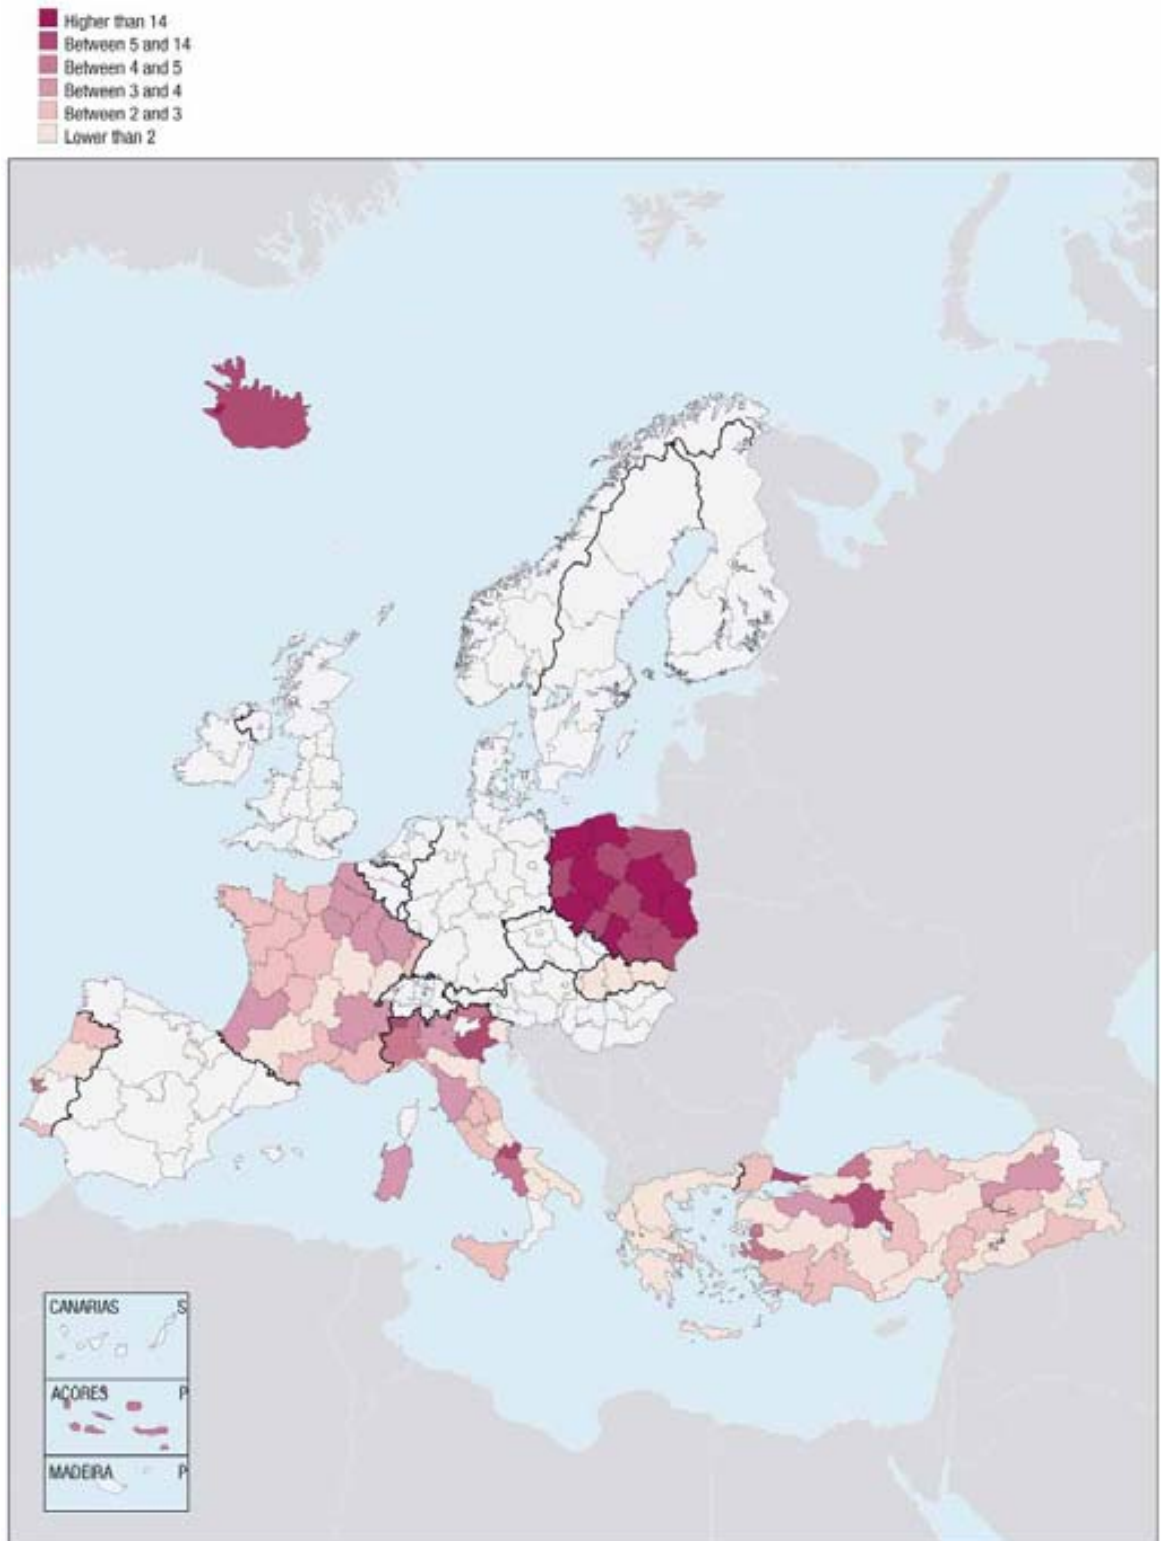 Higher than 14
Between 5 and 14
Between 4 and 5
Between 3 and 4
Between 2 and 3
Lower than 2
CANARIAS S
AÇORES P
MADEIRA P